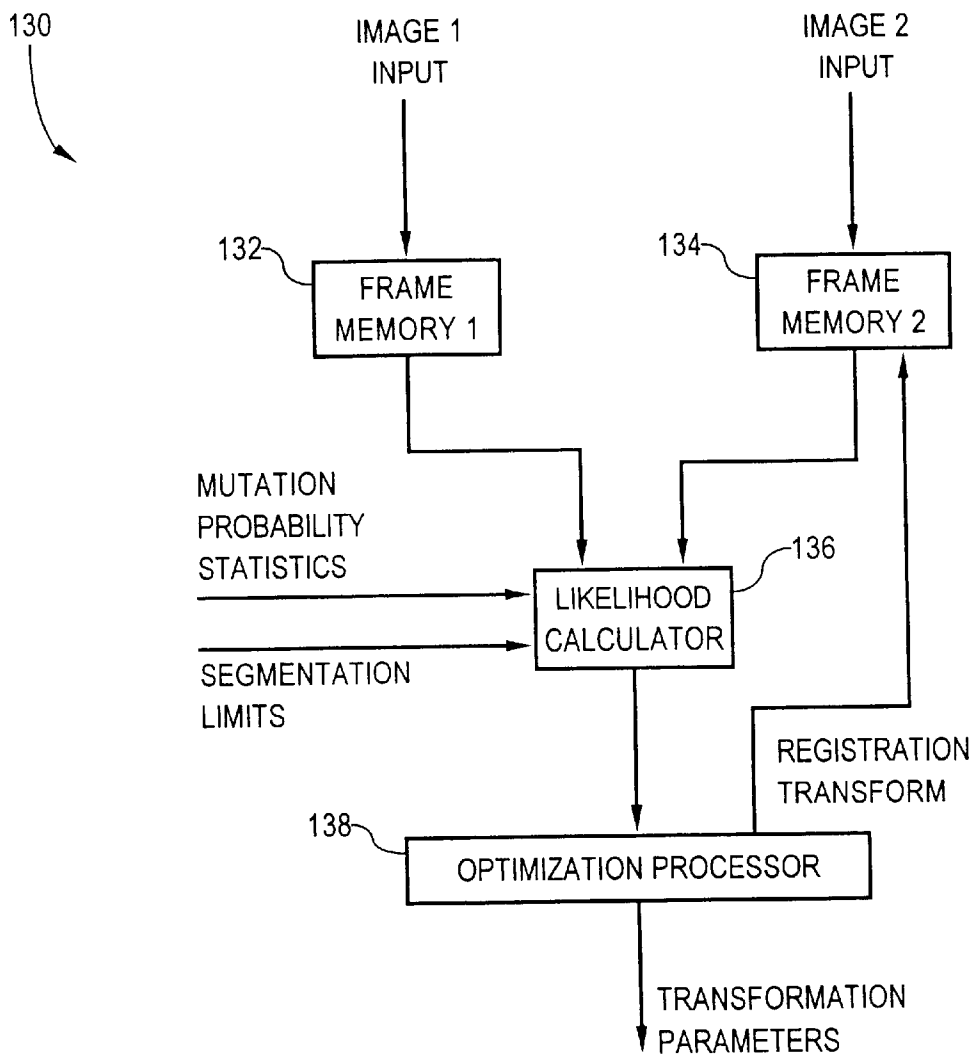 130
IMAGE 1
INPUT
IMAGE 2
INPUT
132
FRAME
MEMORY 1
134
FRAME
MEMORY 2
MUTATION
PROBABILITY
STATISTICS
136
LIKELIHOOD
CALCULATOR
SEGMENTATION
LIMITS
REGISTRATION
TRANSFORM
138
OPTIMIZATION PROCESSOR
TRANSFORMATION
PARAMETERS